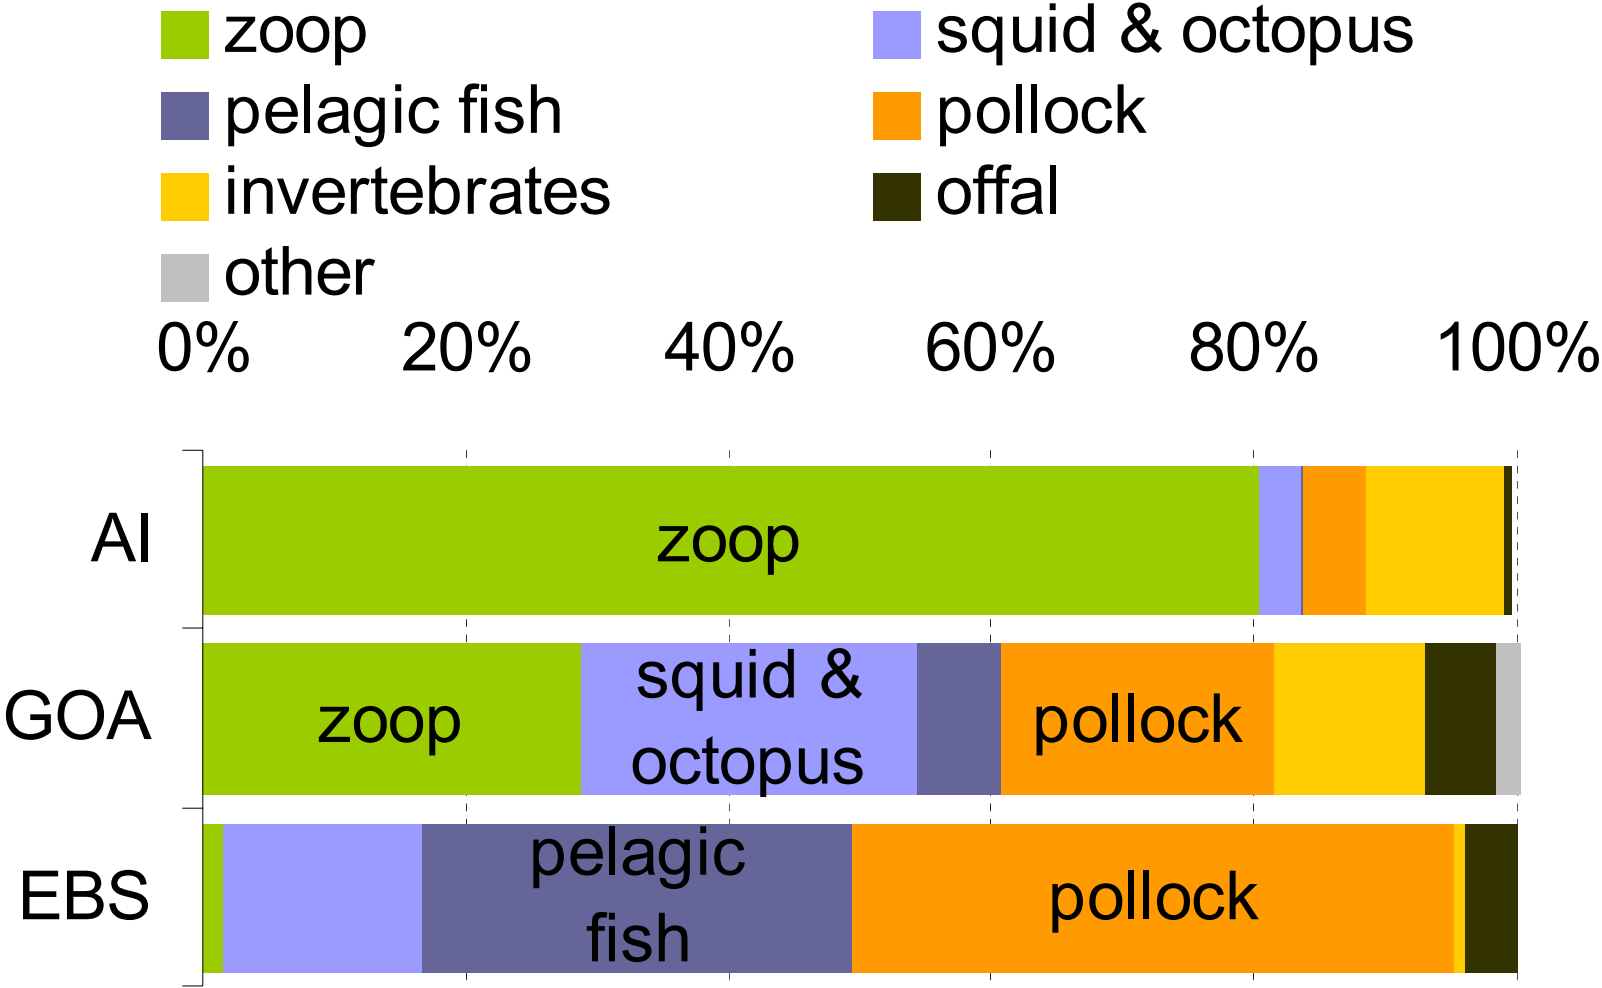 zoop squid & octopus
pelagic fish pollock
invertebrates offal
other
0% 20% 40% 60% 80% 100%
AI zoop
GOA zoop squid & octopus pollock
EBS pelagic fish pollock